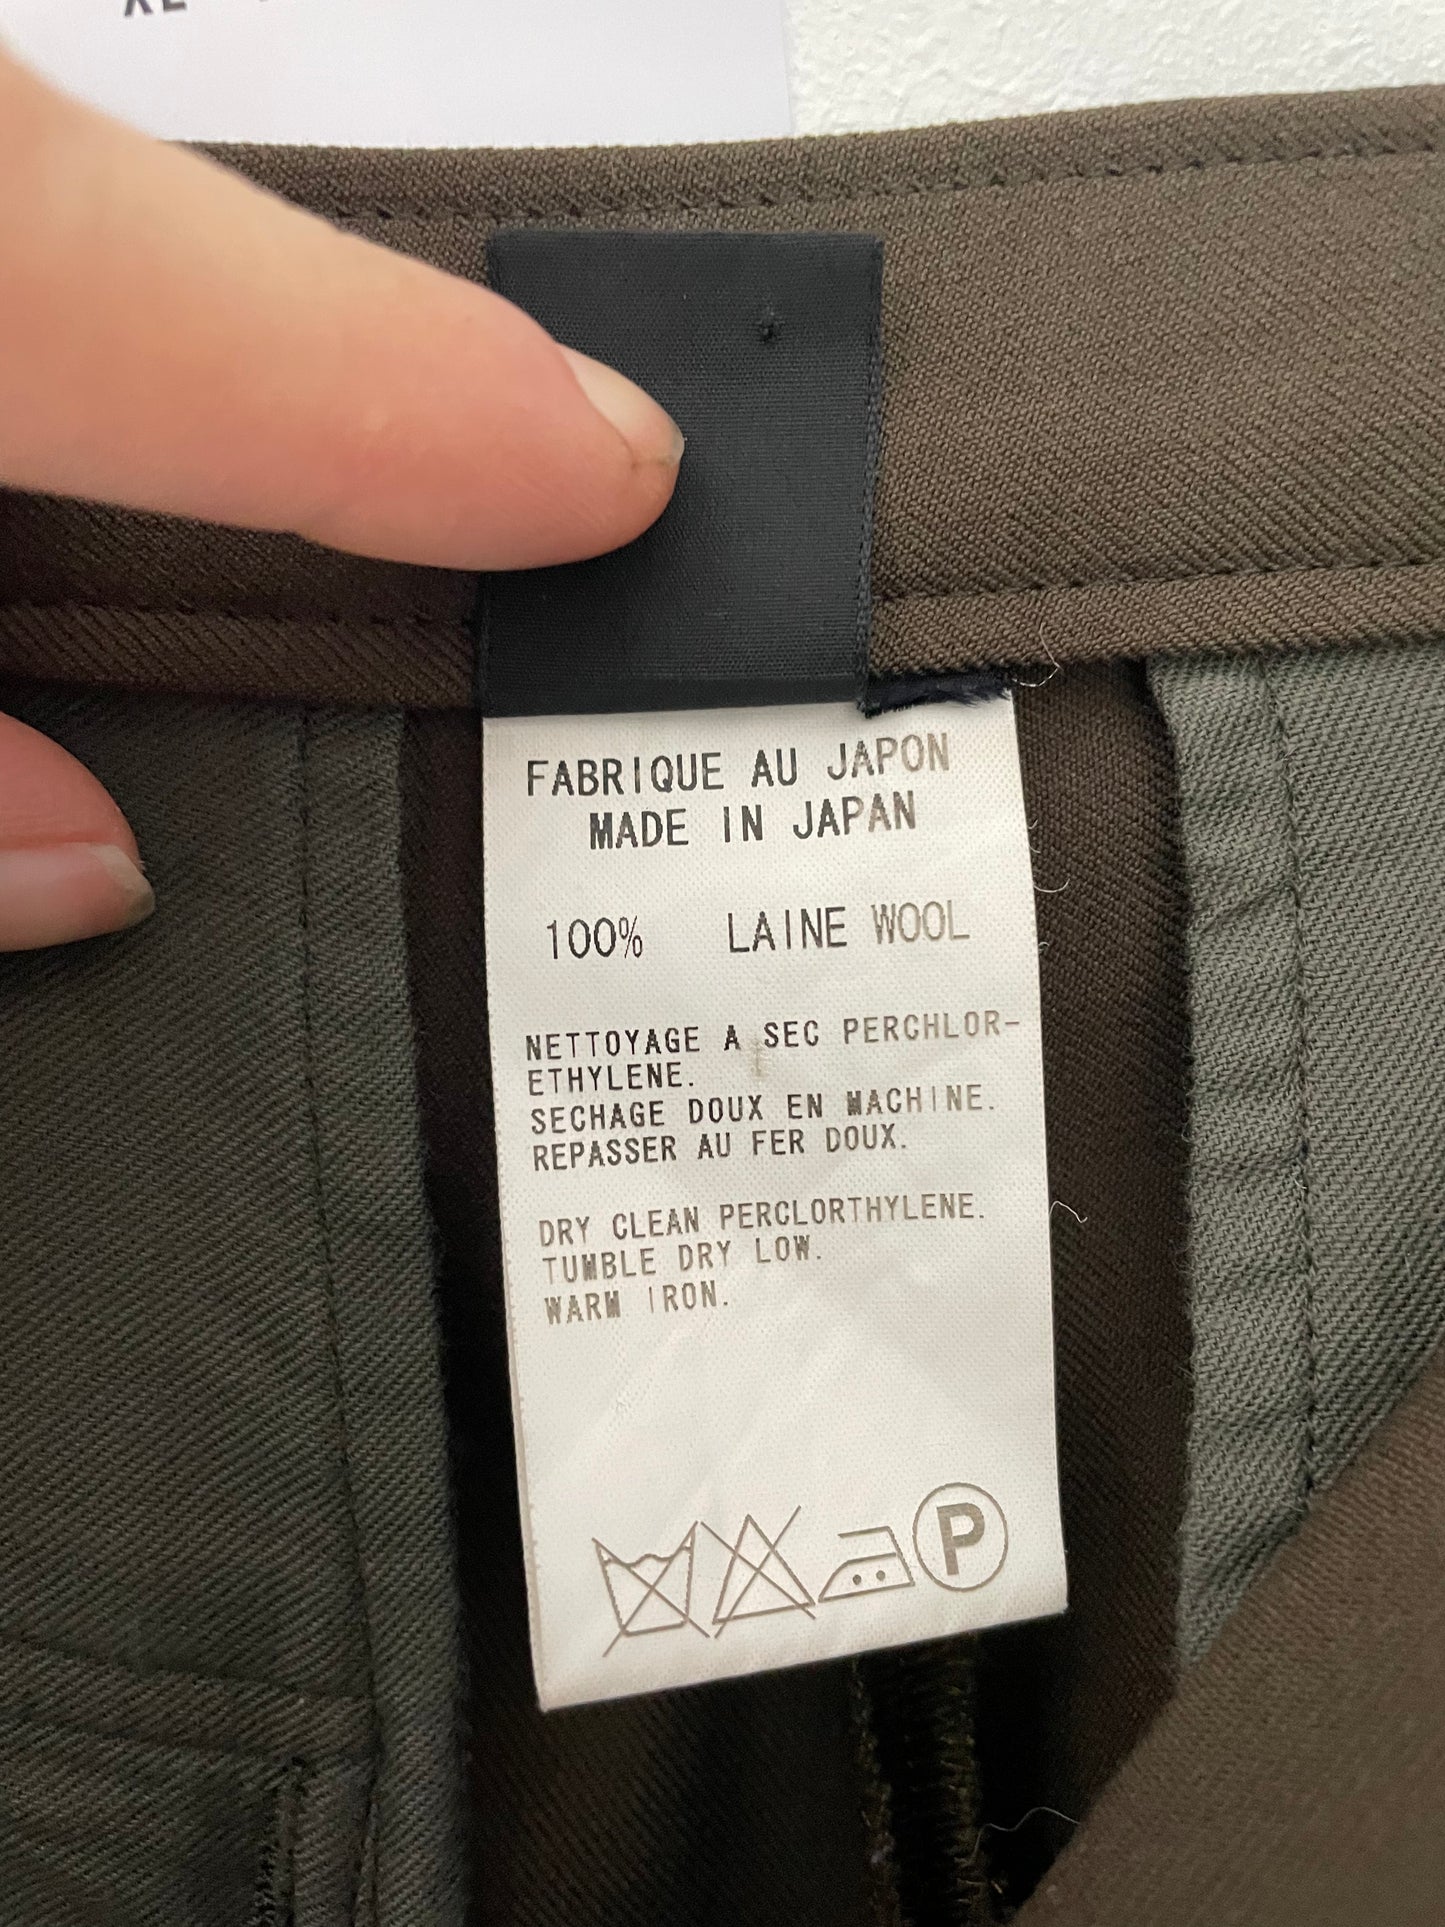 XL
FABRIQUE AU JAPON
MADE IN JAPAN
100% LAINE WOOL
NETTOYAGE A SEC PERCHLOR-
ETHYLENE.
SECHAGE DOUX EN MACHINE.
REPASSER AU FER DOUX.
DRY CLEAN PERCLORTHYLENE.
TUMBLE DRY LOW.
WARM IRON.
P